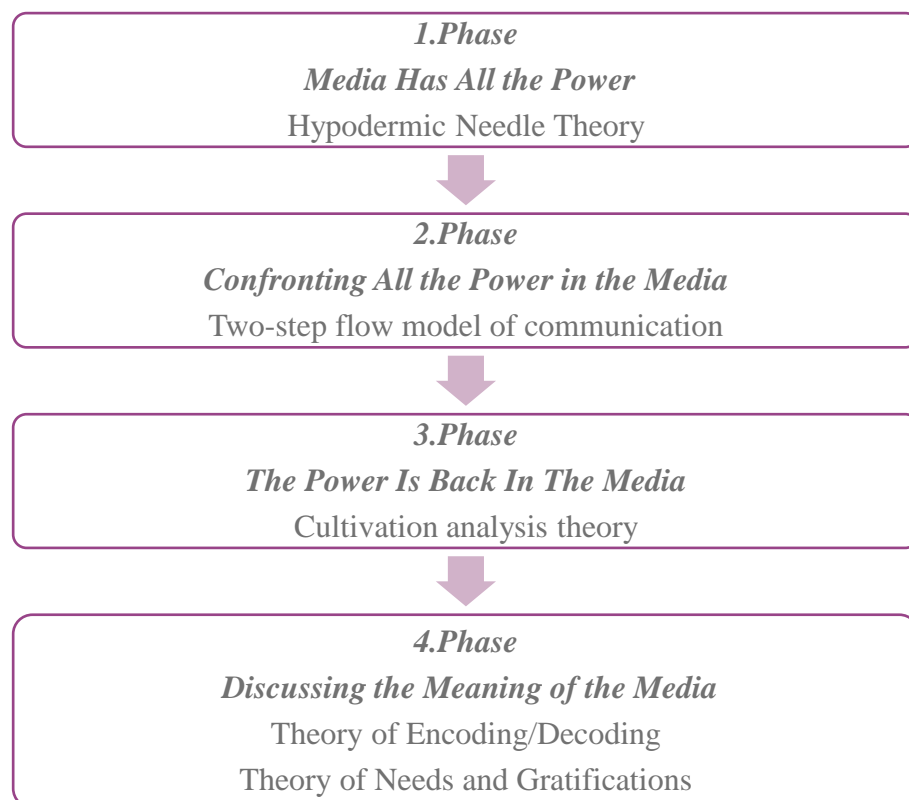 1.Phase
Media Has All the Power
Hypodermic Needle Theory
2.Phase
Confronting All the Power in the Media
Two-step flow model of communication
3.Phase
The Power Is Back In The Media
Cultivation analysis theory
4.Phase
Discussing the Meaning of the Media
Theory of Encoding/Decoding
Theory of Needs and Gratifications